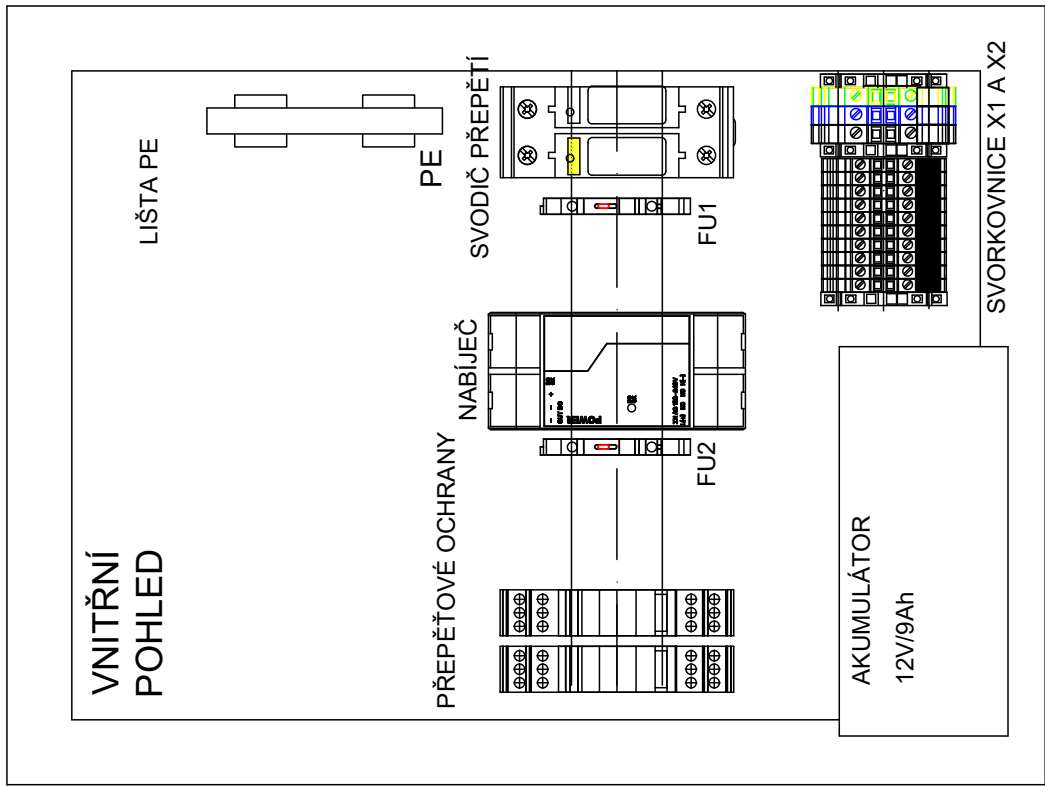 VNITŘNÍ
POHLED
LIŠTA PE
PE
PŘEPĚŤOVÉ OCHRANY
FU2
NABÍJEČ
POWER
FU1
SVODIČ PŘEPĚTÍ
AKUMULÁTOR
12V/9Ah
SVORKOVNICE X1 A X2